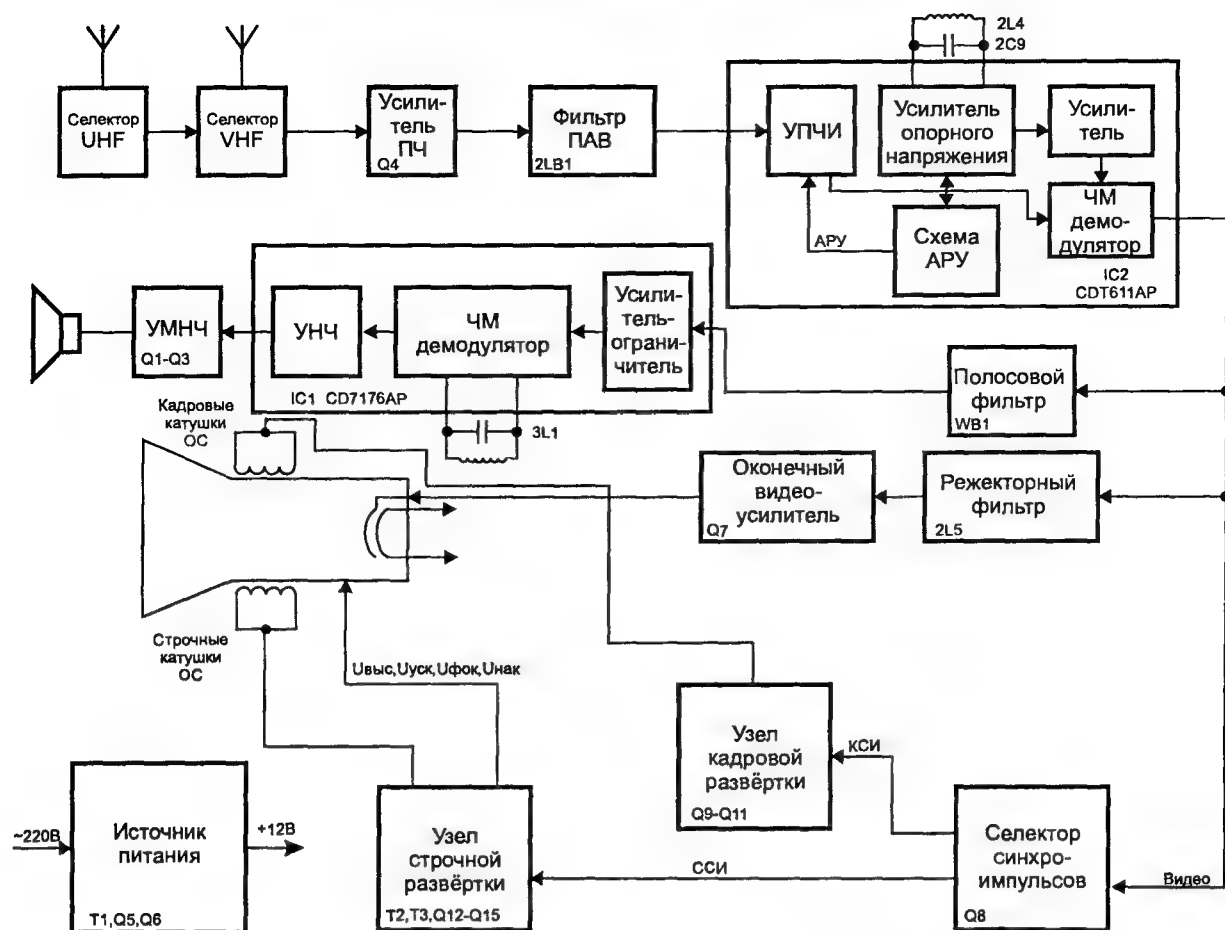 2L4
2C9
Селектор
UHF
Селектор
VHF
Усили-
тель
ПЧ
Q4
Фильтр
ПАВ
2LB1
УПЧИ
Усилитель
опорного
напряжения
Усили-
тель
АРУ
Схема
АРУ
ЧМ
демо-
дулятор
IC2
CDT611AP
УМНЧ
Q1-Q3
УНЧ
ЧМ
демодулятор
Усили-
тель-
ограни-
читель
IC1 CD7176AP
Полосовой
фильтр
WB1
Кадровые
катушки
ОС
3L1
Оконечный
видео-
усилитель
Q7
Режекторный
фильтр
2L5
Строчные
катушки
ОС
Uвыс,Uуск,Uфок,Uнак
Узел
кадровой
развёртки
Q9-Q11
КСИ
~220В
Источник
питания
T1,Q5,Q6
+12В
Узел
строчной
развёртки
T2,T3,Q12-Q15
ССИ
Селектор
синхро-
импульсов
Q8
Видео